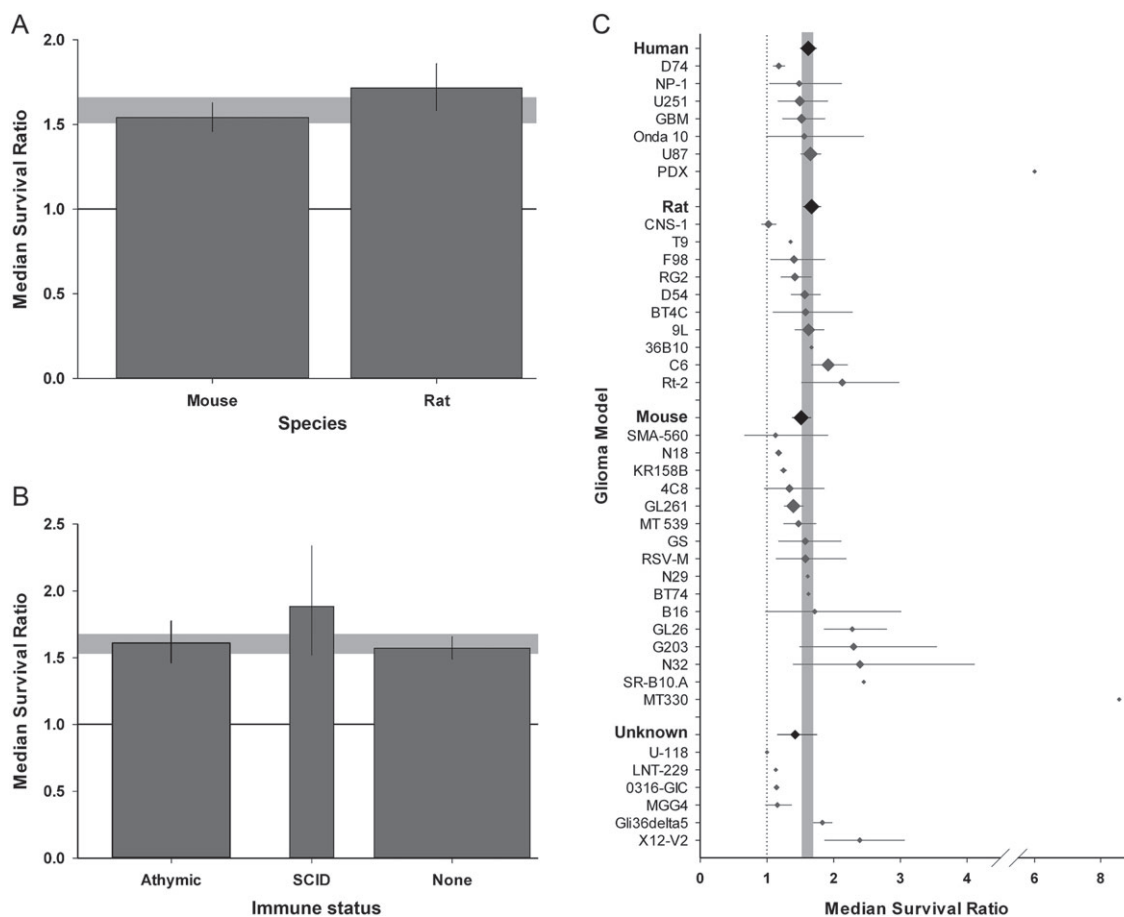 A
2.0
1.5
1.0
0.5
0.0
Median Survival Ratio
Mouse
Rat
Species
B
2.5
2.0
1.5
1.0
0.5
0.0
Median Survival Ratio
Athymic
SCID
None
Immune status
C
Glioma Model
Human
D74
NP-1
U251
GBM
Onda 10
U87
PDX
Rat
CNS-1
T9
F98
RG2
D54
BT4C
9L
36B10
C6
Rt-2
Mouse
SMA-560
N18
KR158B
4C8
GL261
MT 539
GS
RSV-M
N29
BT74
B16
GL26
G203
N32
SR-B10.A
MT330
Unknown
U-118
LNT-229
0316-GIC
MGG4
Gli36delta5
X12-V2
0 1 2 3 4 6 8
Median Survival Ratio